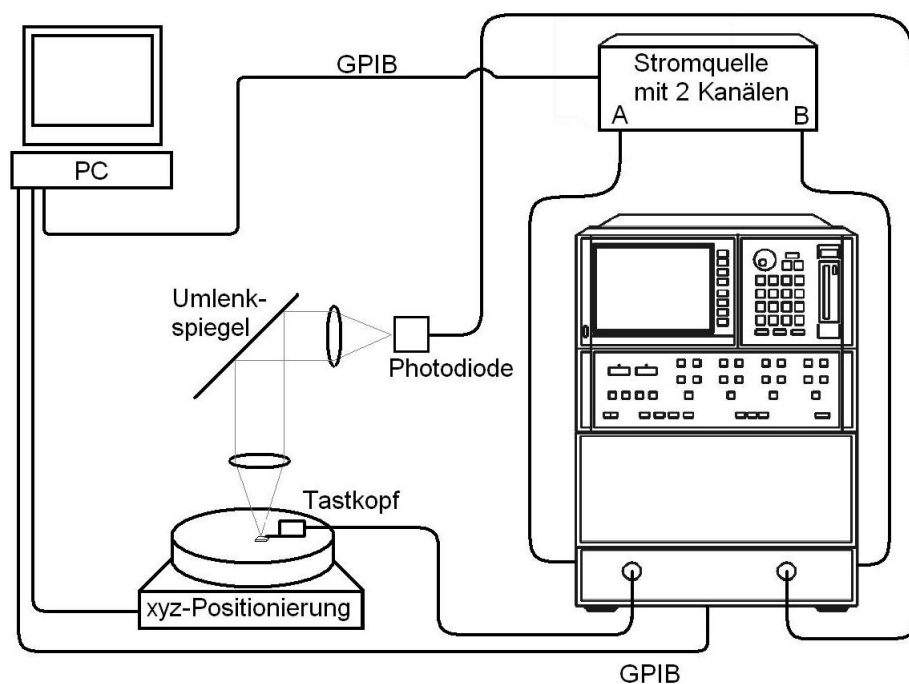 GPIB
Stromquelle
mit 2 Kanälen
A
B
PC
Umlenk-
spiegel
Photodiode
Tastkopf
xyz-Positionierung
GPIB